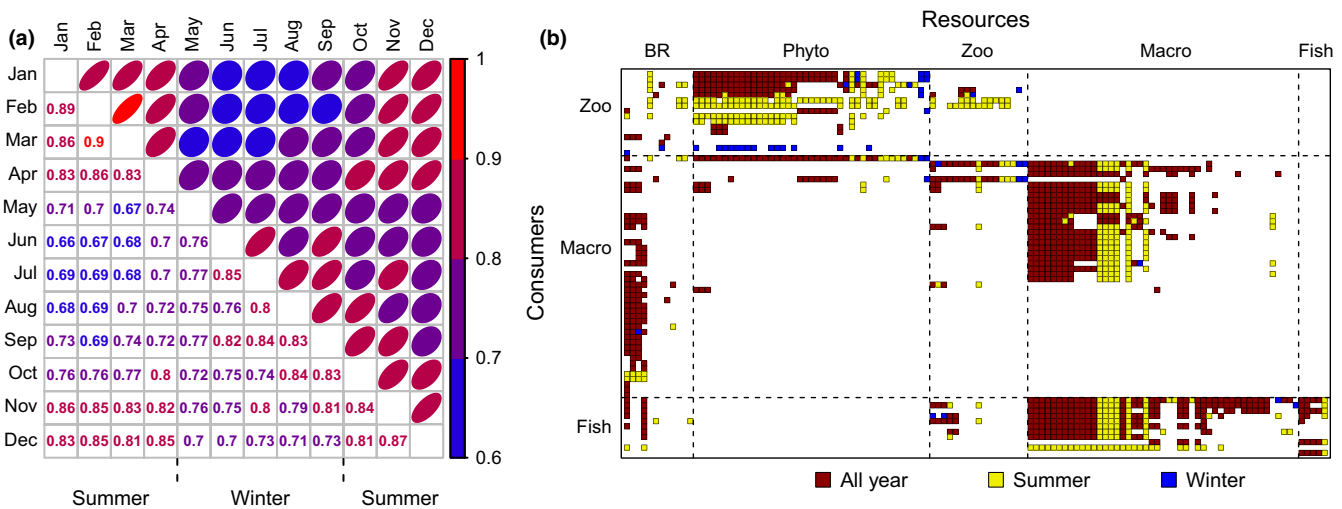 (a)
Jan Feb Mar Apr May Jun Jul Aug Sep Oct Nov Dec
Jan
Feb 0.89
Mar 0.86 0.9
Apr 0.83 0.86 0.83
May 0.71 0.7 0.67 0.74
Jun 0.66 0.67 0.68 0.7 0.76
Jul 0.69 0.69 0.68 0.7 0.77 0.85
Aug 0.68 0.69 0.7 0.72 0.75 0.76 0.8
Sep 0.73 0.69 0.74 0.72 0.77 0.82 0.84 0.83
Oct 0.76 0.76 0.77 0.8 0.72 0.75 0.74 0.84 0.83
Nov 0.86 0.85 0.83 0.82 0.76 0.75 0.8 0.79 0.81 0.84
Dec 0.83 0.85 0.81 0.85 0.7 0.7 0.73 0.71 0.73 0.81 0.87
Summer Winter Summer
1
0.9
0.8
0.7
0.6
(b)
Resources
BR Phyto Zoo Macro Fish
Consumers
Zoo
Macro
Fish
All year Summer Winter